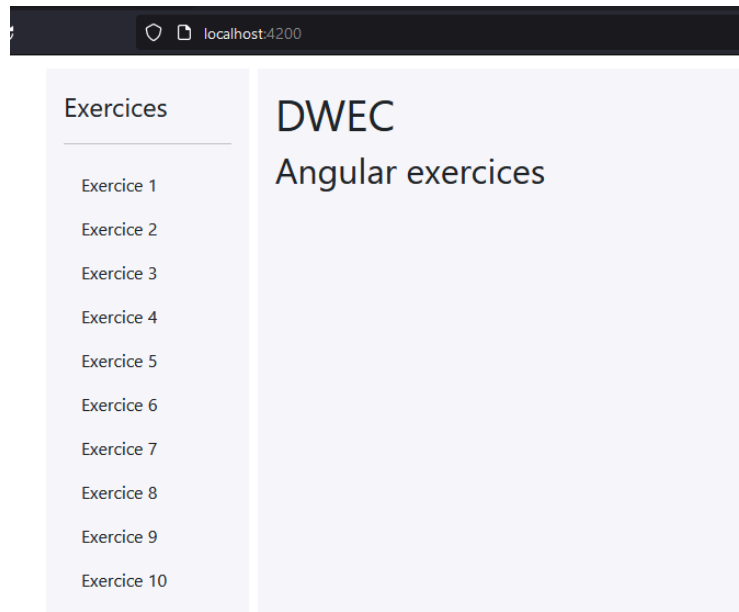 localhost:4200
Exercices
DWEC
Angular exercices
Exercice 1
Exercice 2
Exercice 3
Exercice 4
Exercice 5
Exercice 6
Exercice 7
Exercice 8
Exercice 9
Exercice 10